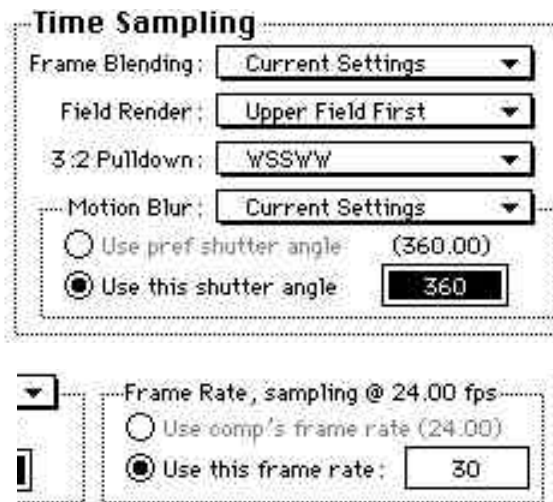 Time Sampling
Frame Blending: Current Settings
Field Render: Upper Field First
3:2 Pulldown: WSSWW
Motion Blur: Current Settings
Use pref shutter angle (360.00)
Use this shutter angle 360
Frame Rate, sampling @ 24.00 fps
Use comp's frame rate (24.00)
Use this frame rate: 30